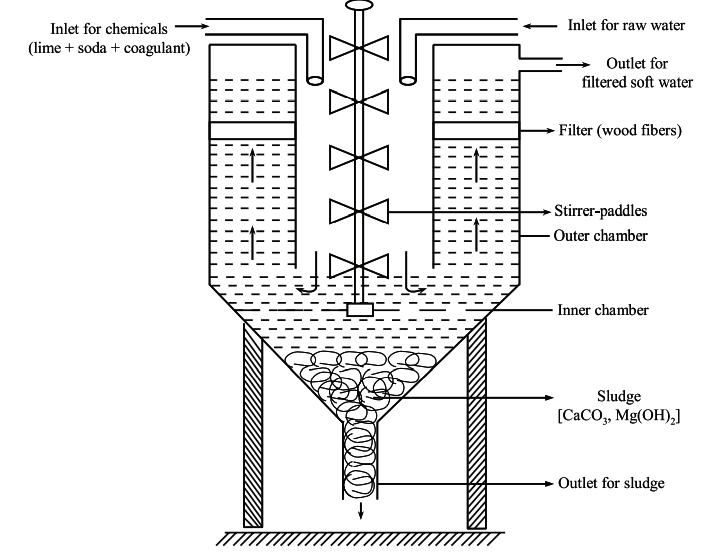 Inlet for chemicals
(lime + soda + coagulant)
Inlet for raw water
Outlet for
filtered soft water
Filter (wood fibers)
Stirrer-paddles
Outer chamber
Inner chamber
Sludge
[CaCO₃, Mg(OH)₂]
Outlet for sludge